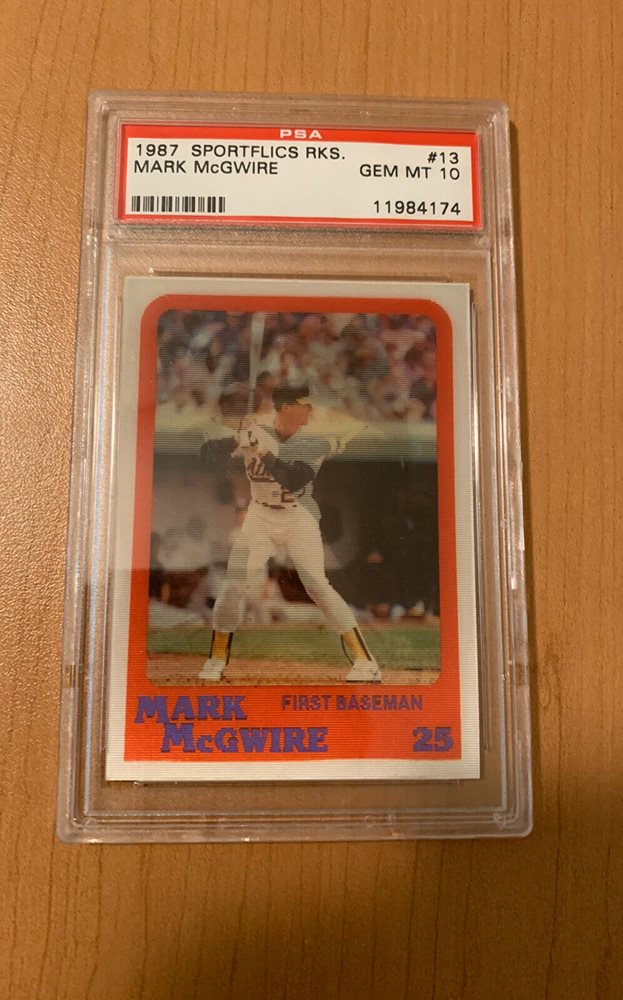 PSA
1987 SPORTFLICS RKS. #13
MARK McGWIRE GEM MT 10
11984174
MARK FIRST BASEMAN
McGWIRE 25